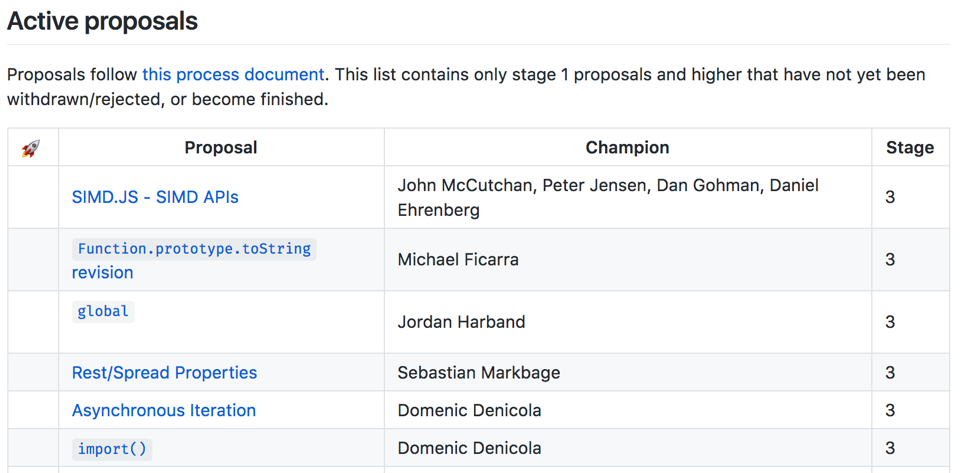 Active proposals
Proposals follow this process document. This list contains only stage 1 proposals and higher that have not yet been
withdrawn/rejected, or become finished.
🚀 Proposal Champion Stage
SIMD.JS - SIMD APIs John McCutchan, Peter Jensen, Dan Gohman, Daniel
Ehrenberg 3
Function.prototype.toString
revision Michael Ficarra 3
global Jordan Harband 3
Rest/Spread Properties Sebastian Markbage 3
Asynchronous Iteration Domenic Denicola 3
import() Domenic Denicola 3